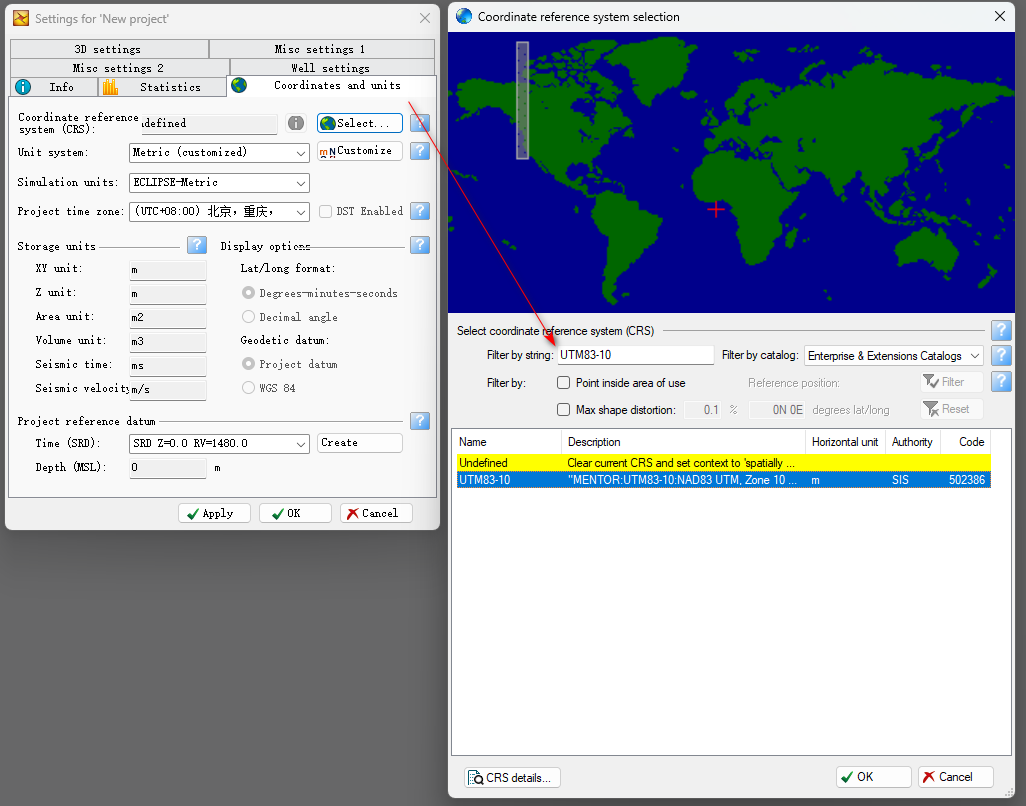 Settings for 'New project'
3D settings
Misc settings 1
Misc settings 2
Well settings
Info
Statistics
Coordinates and units
Coordinate reference
system (CRS):
defined
Select...
Unit system:
Metric (customized)
Customize
Simulation units:
ECLIPSE-Metric
Project time zone:
(UTC+08:00) 北京, 重庆,
DST Enabled
Storage units
Display options
XY unit:
m
Lat/long format:
Z unit:
m
Degrees-minutes-seconds
Area unit:
m2
Decimal angle
Volume unit:
m3
Geodetic datum:
Seismic time:
ms
Project datum
Seismic velocity
m/s
WGS 84
Project reference datum
Time (SRD):
SRD Z=0.0 RV=1480.0
Create
Depth (MSL):
0
m
Apply
OK
Cancel
Coordinate reference system selection
Select coordinate reference system (CRS)
Filter by string:
UTM83-10
Filter by catalog:
Enterprise & Extensions Catalogs
Filter by:
Point inside area of use
Reference position:
Filter
Max shape distortion:
0.1
%
0N 0E
degrees lat/long
Reset
Name
Description
Horizontal unit
Authority
Code
Undefined
Clear current CRS and set context to 'spatially ...
UTM83-10
"MENTOR:UTM83-10:NAD83 UTM, Zone 10 ...
m
SIS
502386
CRS details...
OK
Cancel